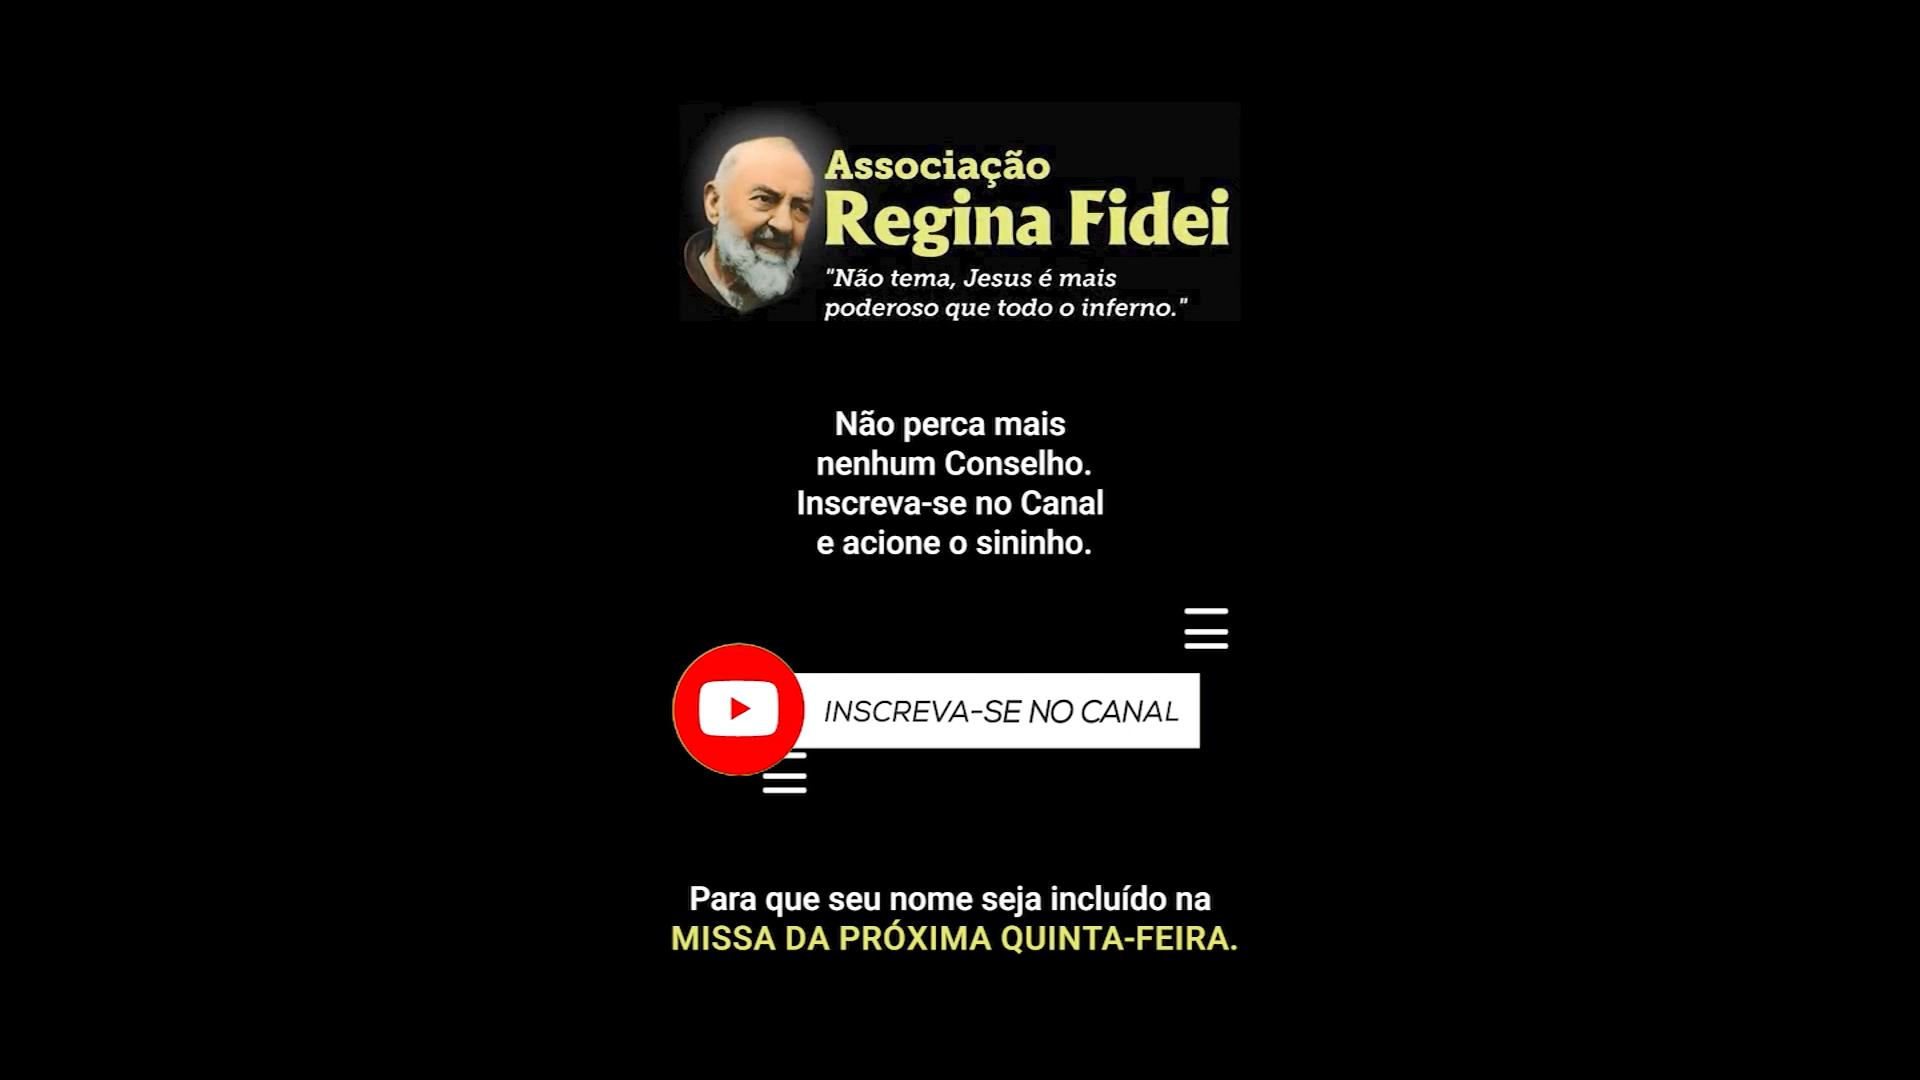 Associação
Regina Fidei
"Não tema, Jesus é mais
poderoso que todo o inferno."
Não perca mais
nenhum Conselho.
Inscreva-se no Canal
e acione o sininho.
INSCREVA-SE NO CANAL
Para que seu nome seja incluído na
MISSA DA PRÓXIMA QUINTA-FEIRA.